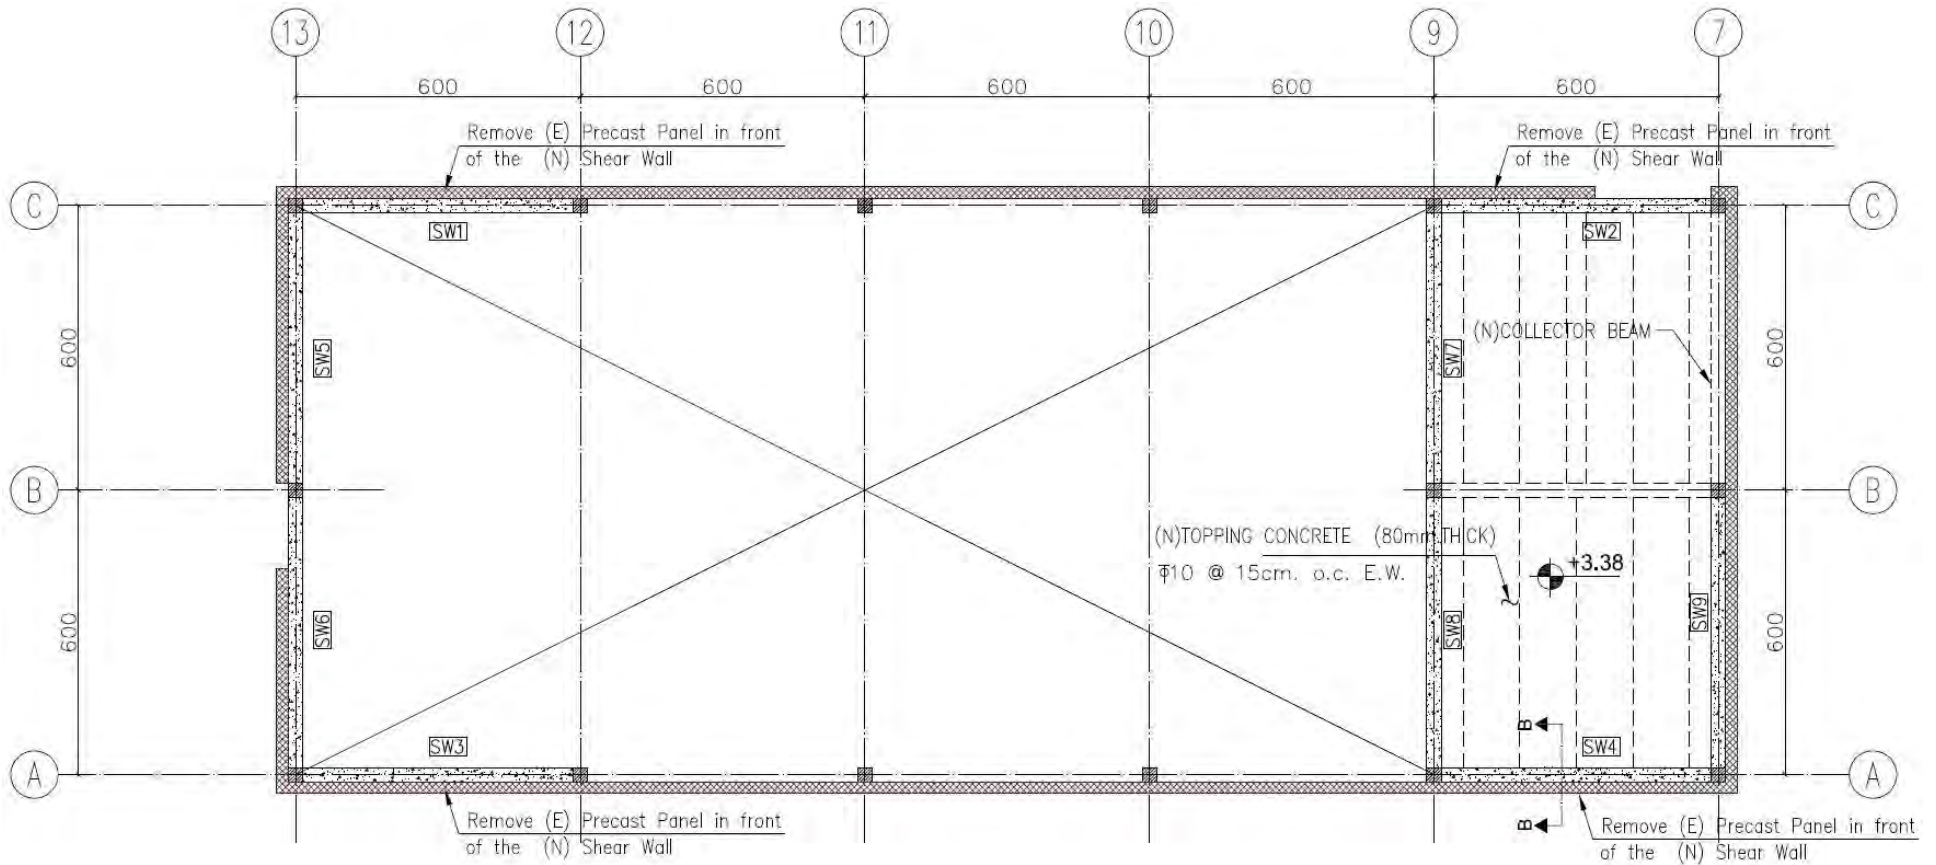 13 12 11 10 9 7
600 600 600 600 600
Remove (E) Precast Panel in front
of the (N) Shear Wall
Remove (E) Precast Panel in front
of the (N) Shear Wall
C C
SW1 SW2
600 SW5 SW7 (N)COLLECTOR BEAM 600
B B
(N)TOPPING CONCRETE (80mm THICK)
Φ10 @ 15cm. o.c. E.W.
+3.38
600 SW6 SW8 SW9 600
B
SW3 SW4
A A
B
Remove (E) Precast Panel in front
of the (N) Shear Wall
Remove (E) Precast Panel in front
of the (N) Shear Wall